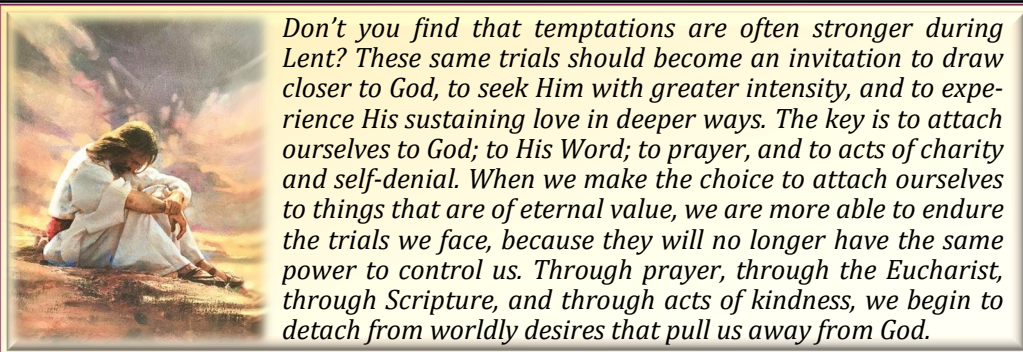 Don’t you find that temptations are often stronger during
Lent? These same trials should become an invitation to draw
closer to God, to seek Him with greater intensity, and to expe-
rience His sustaining love in deeper ways. The key is to attach
ourselves to God; to His Word; to prayer, and to acts of charity
and self-denial. When we make the choice to attach ourselves
to things that are of eternal value, we are more able to endure
the trials we face, because they will no longer have the same
power to control us. Through prayer, through the Eucharist,
through Scripture, and through acts of kindness, we begin to
detach from worldly desires that pull us away from God.